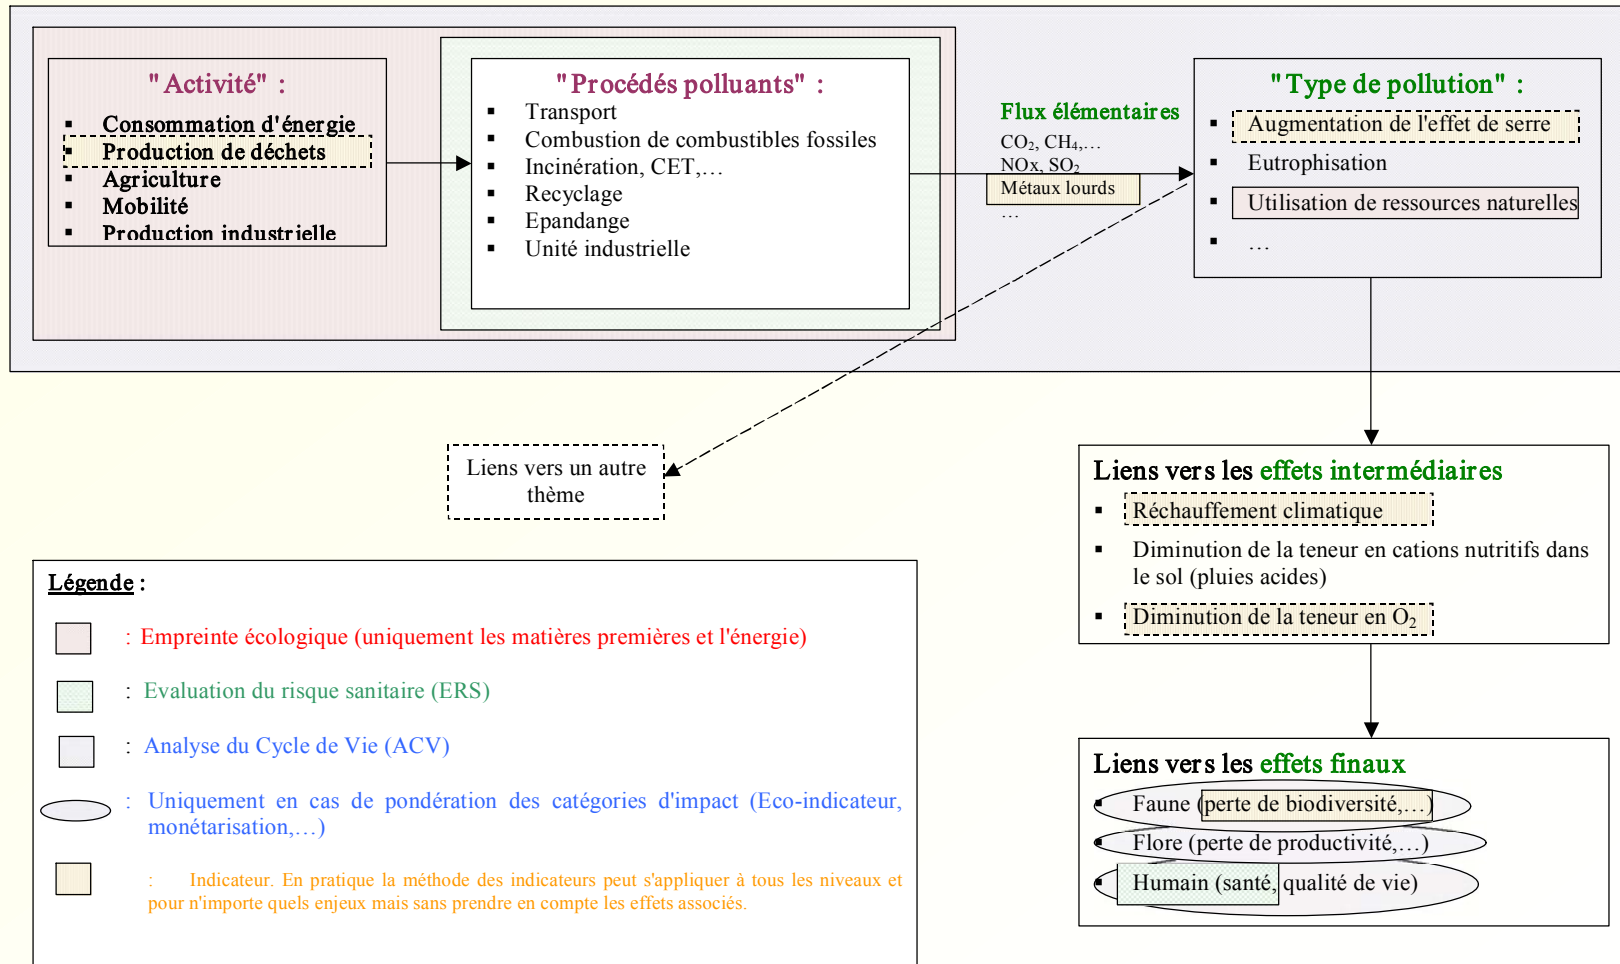 "Activité" :
▪ Consommation d'énergie
▪ Production de déchets
▪ Agriculture
▪ Mobilité
▪ Production industrielle
"Procédés polluants" :
▪ Transport
▪ Combustion de combustibles fossiles
▪ Incinération, CET,…
▪ Recyclage
▪ Epandange
▪ Unité industrielle
Flux élémentaires
CO₂, CH₄,…
NOx, SO₂
Métaux lourds
…
"Type de pollution" :
▪ Augmentation de l'effet de serre
▪ Eutrophisation
▪ Utilisation de ressources naturelles
▪ …
Liens vers un autre
thème
Liens vers les effets intermédiaires
▪ Réchauffement climatique
▪ Diminution de la teneur en cations nutritifs dans
le sol (pluies acides)
▪ Diminution de la teneur en O₂
Liens vers les effets finaux
▪ Faune (perte de biodiversité,…)
▪ Flore (perte de productivité,…)
▪ Humain (santé, qualité de vie)
Légende :
: Empreinte écologique (uniquement les matières premières et l'énergie)
: Evaluation du risque sanitaire (ERS)
: Analyse du Cycle de Vie (ACV)
: Uniquement en cas de pondération des catégories d'impact (Eco-indicateur,
monétarisation,…)
: Indicateur. En pratique la méthode des indicateurs peut s'appliquer à tous les niveaux et
pour n'importe quels enjeux mais sans prendre en compte les effets associés.